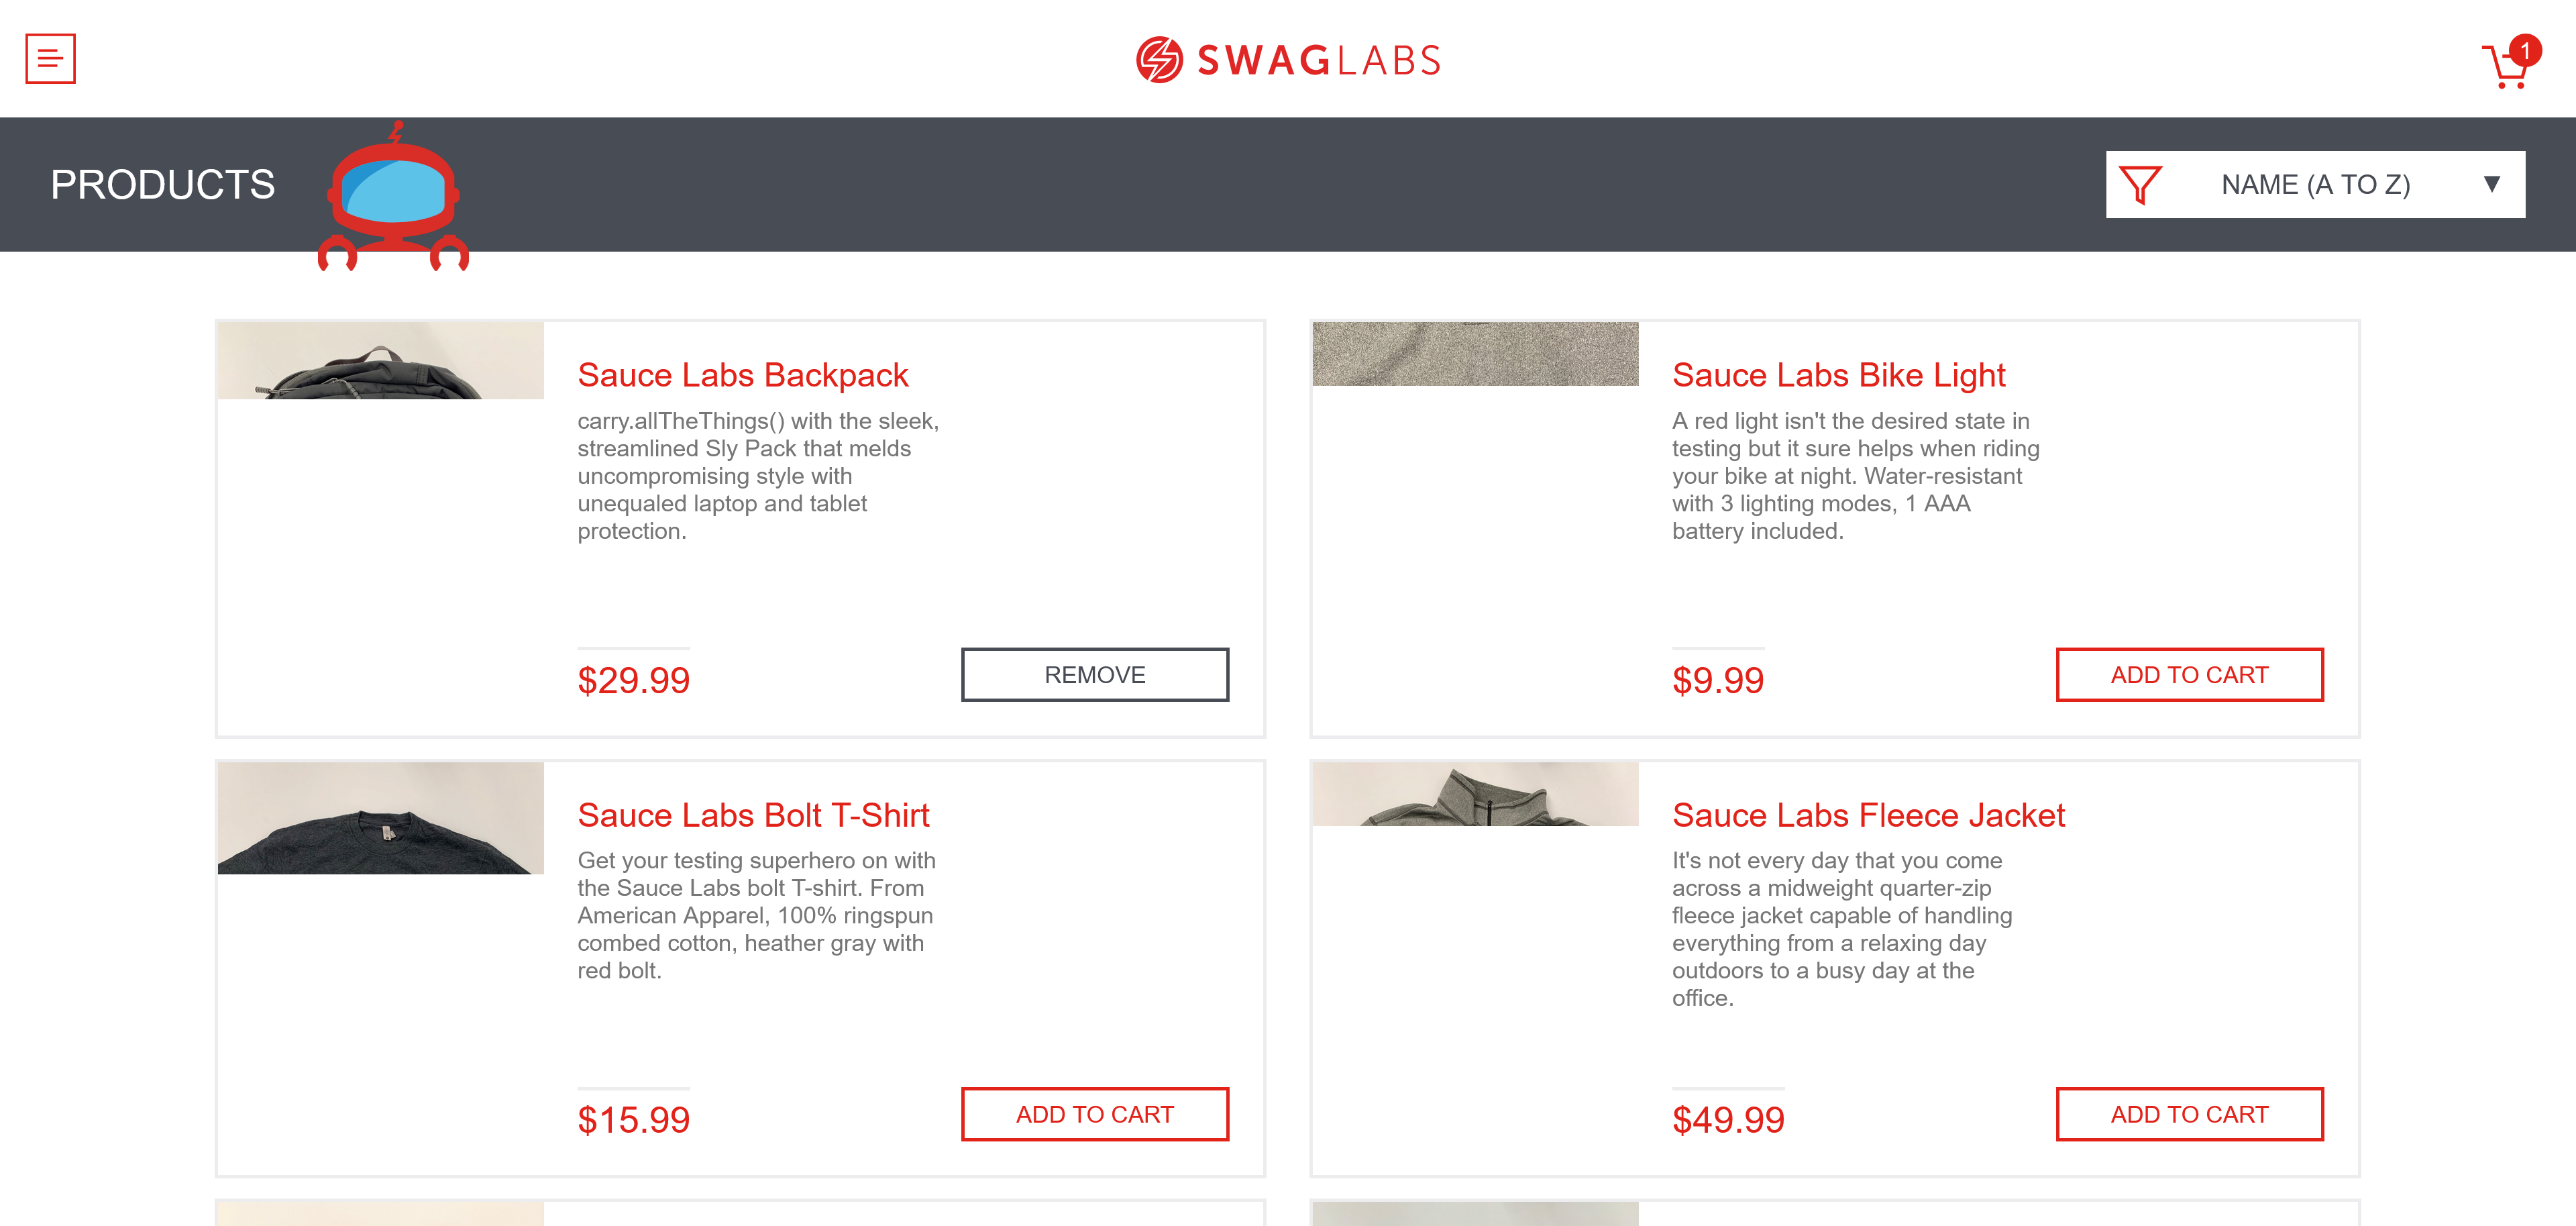 SWAGLABS
1
PRODUCTS
NAME (A TO Z)
Sauce Labs Backpack
carry.allTheThings() with the sleek,
streamlined Sly Pack that melds
uncompromising style with
unequaled laptop and tablet
protection.
$29.99
REMOVE
Sauce Labs Bike Light
A red light isn't the desired state in
testing but it sure helps when riding
your bike at night. Water-resistant
with 3 lighting modes, 1 AAA
battery included.
$9.99
ADD TO CART
Sauce Labs Bolt T-Shirt
Get your testing superhero on with
the Sauce Labs bolt T-shirt. From
American Apparel, 100% ringspun
combed cotton, heather gray with
red bolt.
$15.99
ADD TO CART
Sauce Labs Fleece Jacket
It's not every day that you come
across a midweight quarter-zip
fleece jacket capable of handling
everything from a relaxing day
outdoors to a busy day at the
office.
$49.99
ADD TO CART